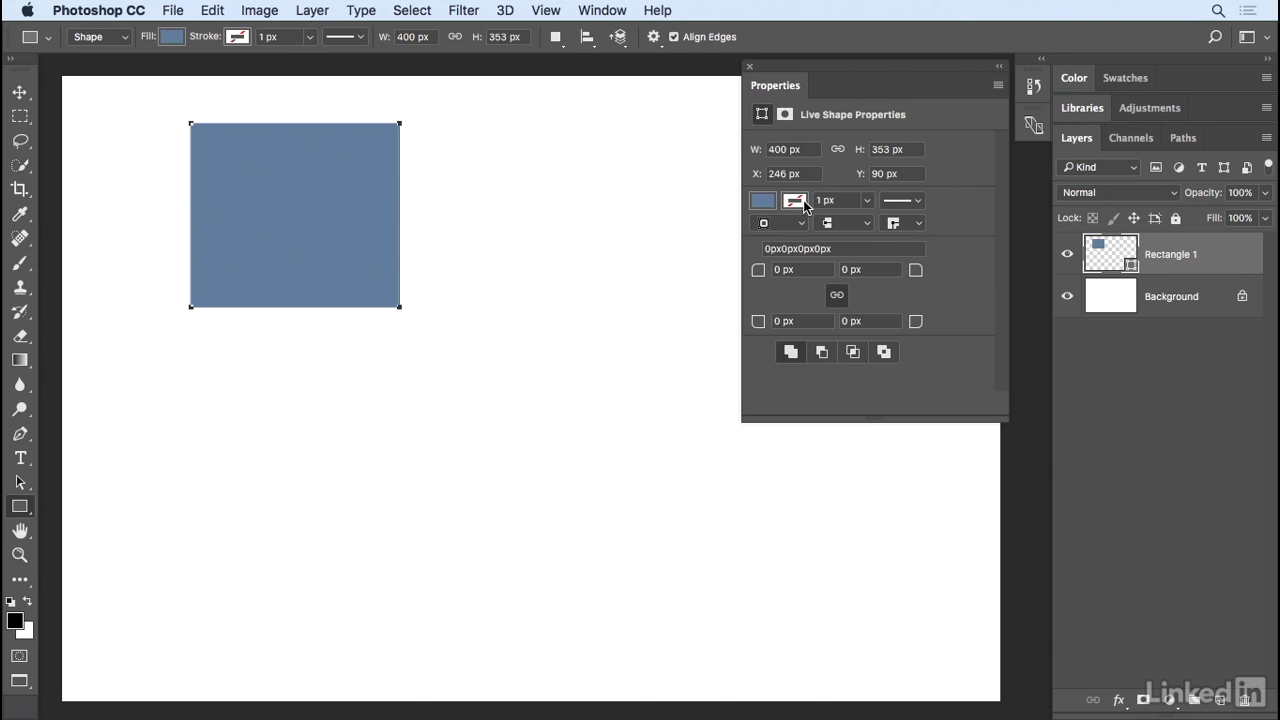 Photoshop CC File Edit Image Layer Type Select Filter 3D View Window Help
Shape Fill: Stroke: 1 px W: 400 px H: 353 px Align Edges
Properties
Live Shape Properties
W: 400 px H: 353 px
X: 246 px Y: 90 px
1 px
0px0px0px0px
0 px 0 px
0 px 0 px
Color Swatches
Libraries Adjustments
Layers Channels Paths
Kind
Normal Opacity: 100%
Lock: Fill: 100%
Rectangle 1
Background
T
fx
Linked in